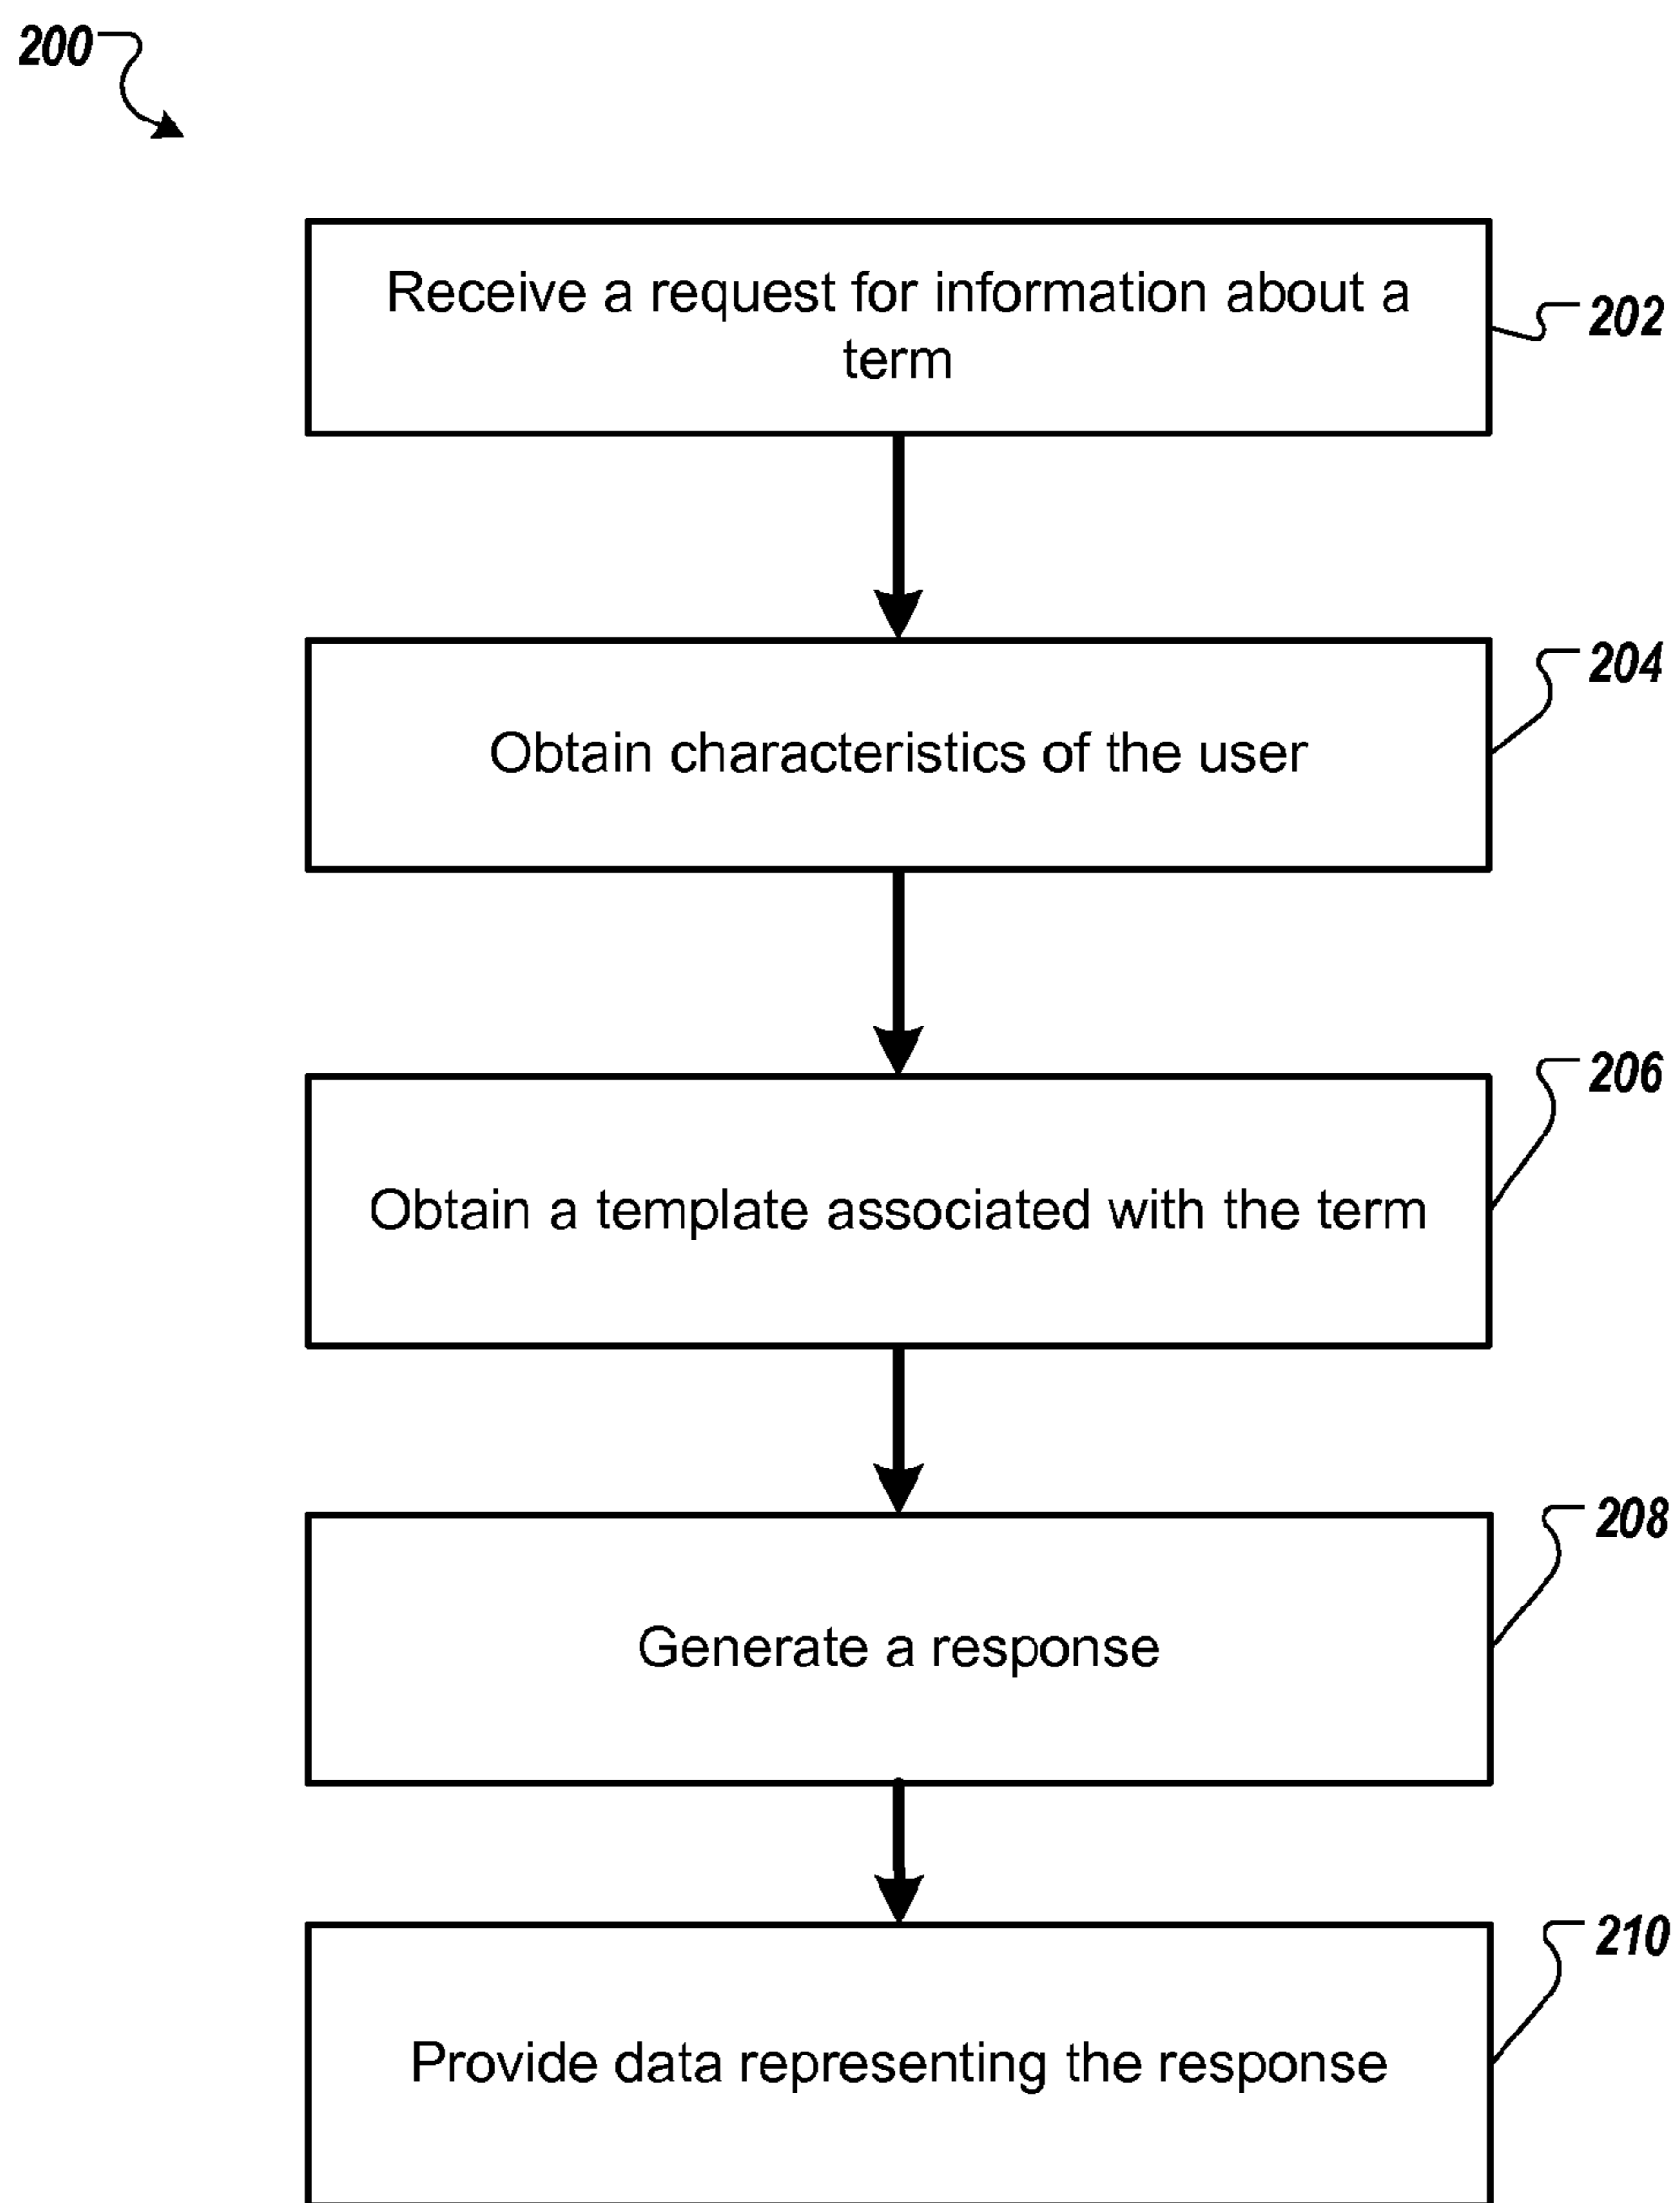 200
Receive a request for information about a
term
202
204
Obtain characteristics of the user
206
Obtain a template associated with the term
208
Generate a response
210
Provide data representing the response